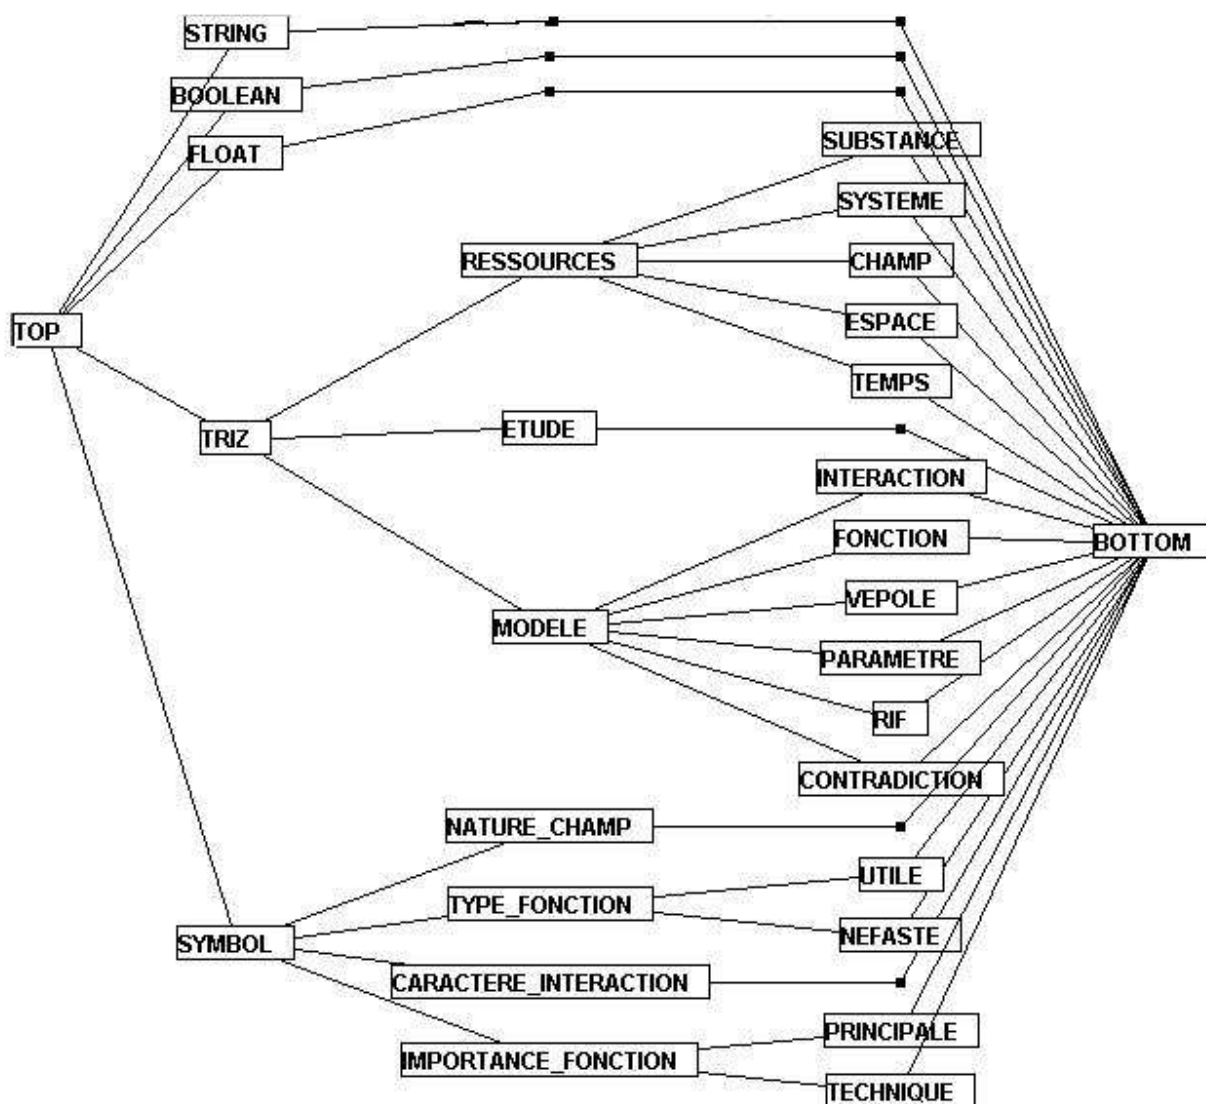 STRING
BOOLEAN
FLOAT
SUBSTANCE
SYSTEME
RESSOURCES
CHAMP
ESPACE
TOP
TEMPS
TRIZ
ETUDE
INTERACTION
FONCTION
BOTTOM
VEPOLE
MODELE
PARAMETRE
RIF
CONTRADICTION
NATURE_CHAMP
UTILE
TYPE_FONCTION
NEFASTE
SYMBOL
CARACTERE_INTERACTION
PRINCIPALE
IMPORTANCE_FONCTION
TECHNIQUE